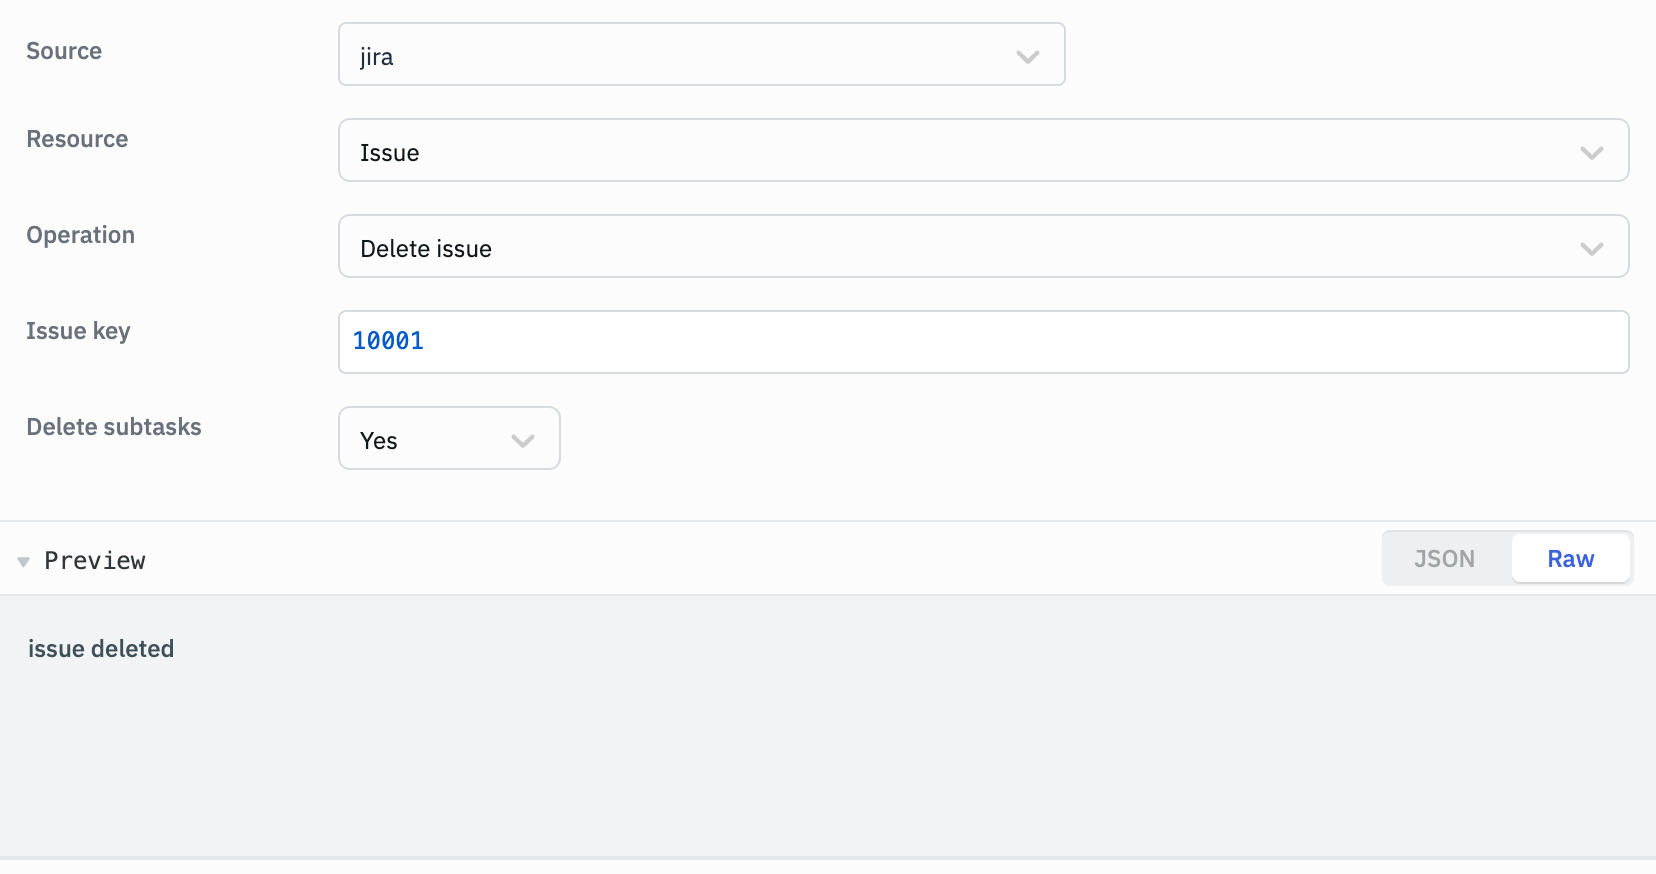 Source
jira
Resource
Issue
Operation
Delete issue
Issue key
10001
Delete subtasks
Yes
Preview
JSON
Raw
issue deleted